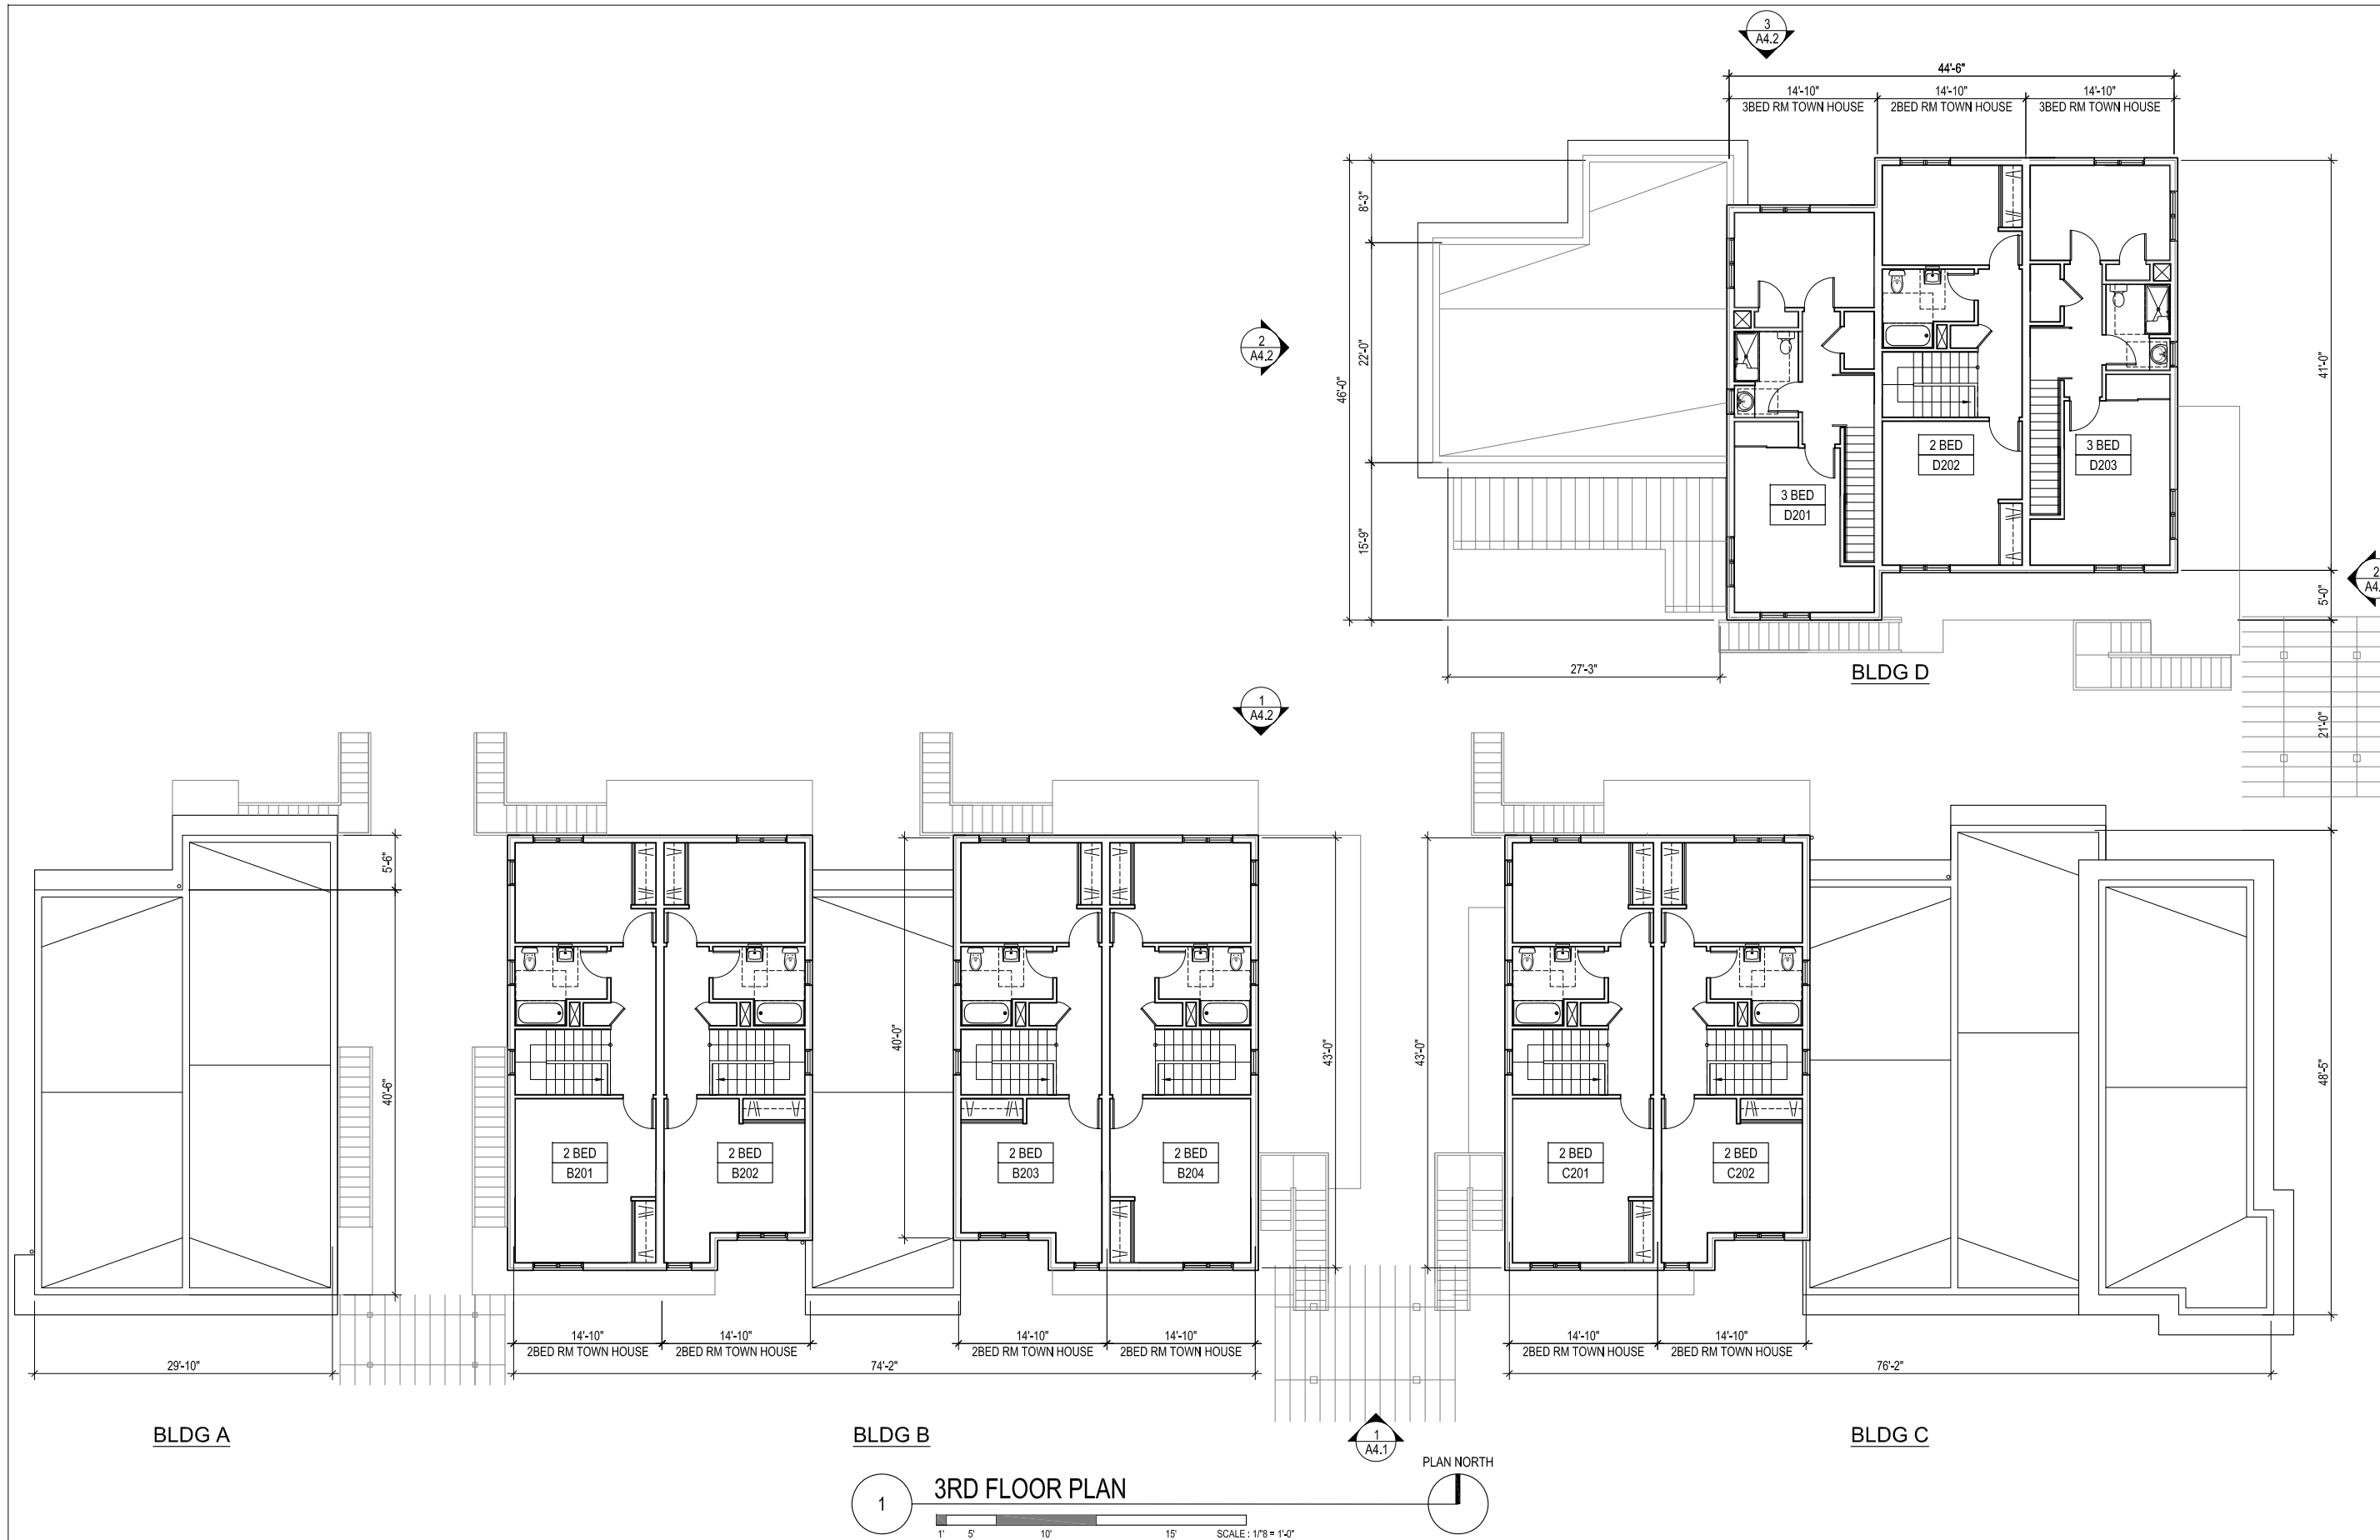 3
A4.2
44'-6"
14'-10"
3BED RM TOWN HOUSE
14'-10"
2BED RM TOWN HOUSE
14'-10"
3BED RM TOWN HOUSE
8'-3"
22'-0"
46'-0"
15'-9"
41'-0"
5'-0"
21'-0"
2
A4.2
3 BED
D201
2 BED
D202
3 BED
D203
2
27'-3"
BLDG D
1
A4.2
5'-6"
40'-6"
40'-0"
43'-0"
43'-0"
48'-5"
2 BED
B201
2 BED
B202
2 BED
B203
2 BED
B204
2 BED
C201
2 BED
C202
14'-10"
2BED RM TOWN HOUSE
14'-10"
2BED RM TOWN HOUSE
14'-10"
2BED RM TOWN HOUSE
14'-10"
2BED RM TOWN HOUSE
14'-10"
2BED RM TOWN HOUSE
14'-10"
2BED RM TOWN HOUSE
29'-10"
74'-2"
76'-2"
BLDG A
BLDG B
BLDG C
1
A4.1
PLAN NORTH
1
3RD FLOOR PLAN
1' 5' 10' 15' SCALE : 1/"8 = 1'-0"